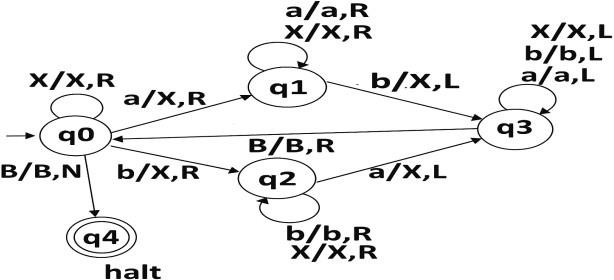 a/a,R
X/X,R
X/X,L
b/b,L
a/a,L
X/X,R
a/X,R
q1
b/X,L
q0
q3
B/B,R
B/B,N
b/X,R
q2
a/X,L
q4
b/b,R
X/X,R
halt